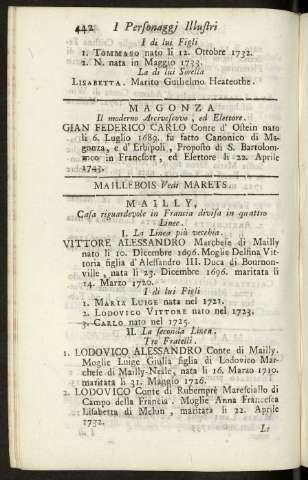 442 I Personaggj Illustri
I di lui Figli
1. TOMMASO nato li 12. Ottobre 1732.
2. N. nata in Maggio 1733.
La di lui Sorella
LISABETTA. Marito Guilielmo Heateothe.
MAGONZA
Il moderno Arcivescovo, ed Elettore.
GIAN FEDERICO CARLO Conte d' Ostein nato
li 6. Luglio 1689. fu fatto Canonico di Ma-
gonza, e d' Erbipoli, Proposto di S. Bartolom-
meo in Francfort, ed Elettore li 22. Aprile
1743.
MAILLEBOIS Vedi MARETS.
MAILLY,
Casa riguardevole in Francia divisa in quattro
Linee.
I. La Linea più vecchia.
VITTORE ALESSANDRO Marchese di Mailly
nato li 10. Dicembre 1696. Moglie Delfina Vit-
toria figlia d'Alessandro III. Duca di Bournon-
ville, nata li 23. Dicembre 1696. maritata li
14. Marzo 1720.
I di lui Figli
1. MARIA LUIGE nata nel 1721.
2. LODOVICO VITTORE nato nel 1723.
3. CARLO nato nel 1725.
II. La seconda Linea.
Tre Fratelli.
1. LODOVICO ALESSANDRO Conte di Mailly.
Moglie Luige Giulia figlia di Lodovico Mar-
chese di Mailly-Nesle, nata li 16. Marzo 1710.
maritata li 31. Maggio 1726.
2. LODOVICO Conte di Rubemprè Maresciallo di
Campo della Francia. Moglie Anna Francesca
Lisabetta di Melun, maritata li 22. Aprile
1732.
Li